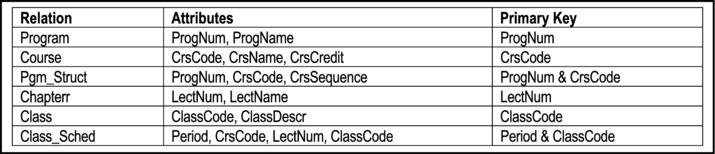 Relation Attributes Primary Key
Program ProgNum, ProgName ProgNum
Course CrsCode, CrsName, CrsCredit CrsCode
Pgm_Struct ProgNum, CrsCode, CrsSequence ProgNum & CrsCode
Chapterr LectNum, LectName LectNum
Class ClassCode, ClassDescr ClassCode
Class_Sched Period, CrsCode, LectNum, ClassCode Period & ClassCode